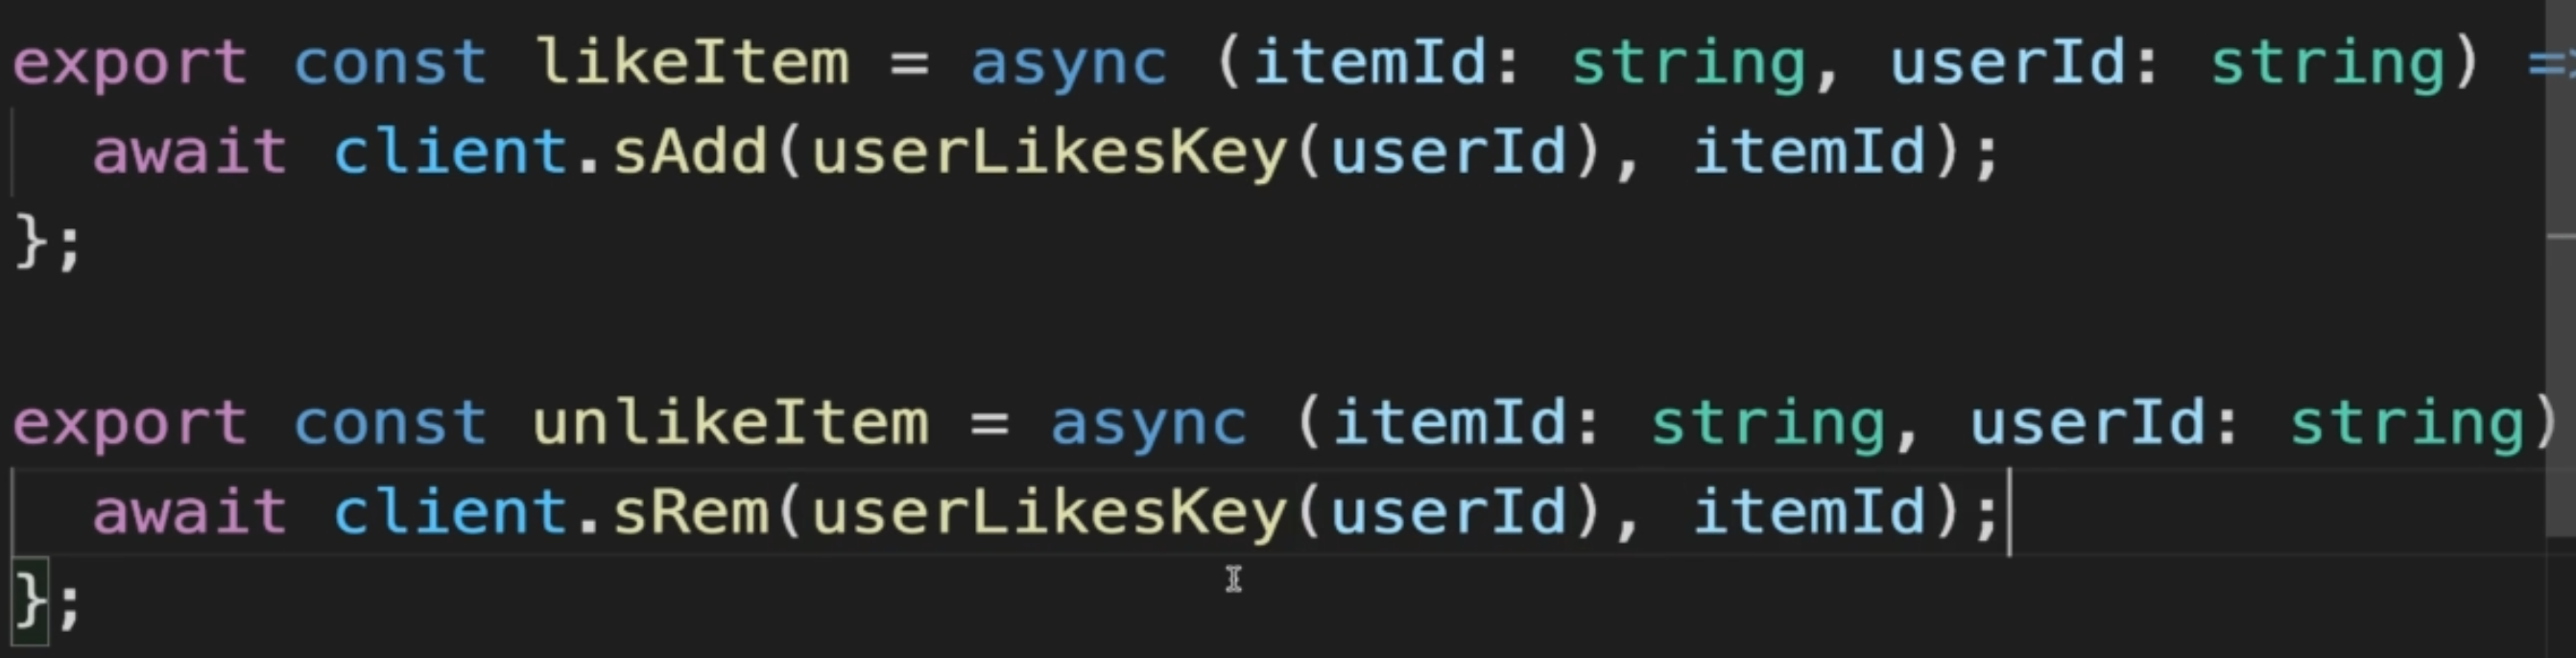 export const likeItem = async (itemId: string, userId: string) =>
  await client.sAdd(userLikesKey(userId), itemId);
};
export const unlikeItem = async (itemId: string, userId: string)
  await client.sRem(userLikesKey(userId), itemId);
};